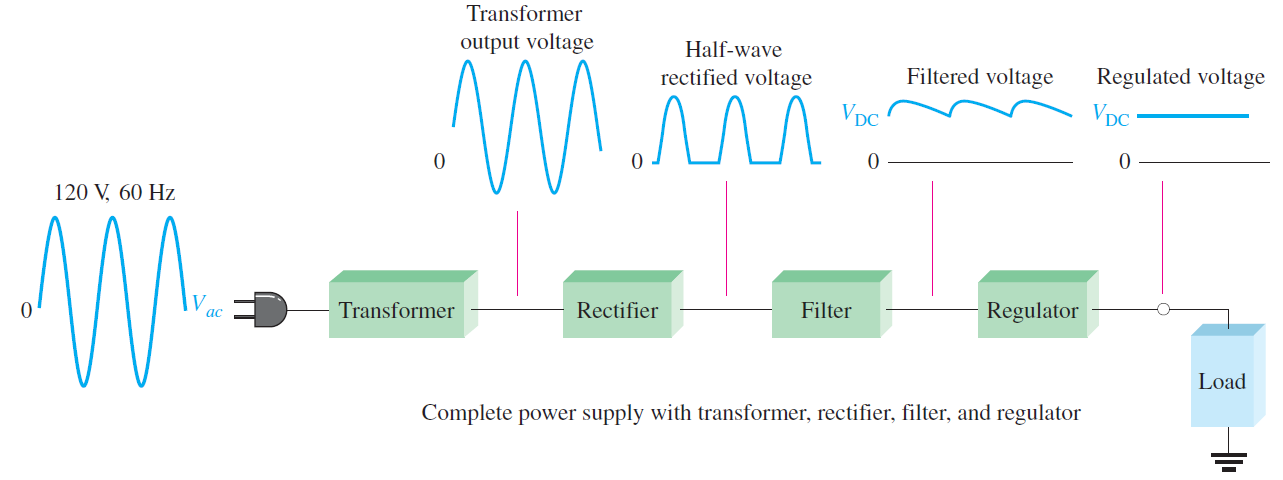 Transformer
output voltage
Half-wave
rectified voltage
Filtered voltage
Regulated voltage
V_DC
V_DC
0
0
0
0
120 V, 60 Hz
0
V_ac
Transformer
Rectifier
Filter
Regulator
Load
Complete power supply with transformer, rectifier, filter, and regulator